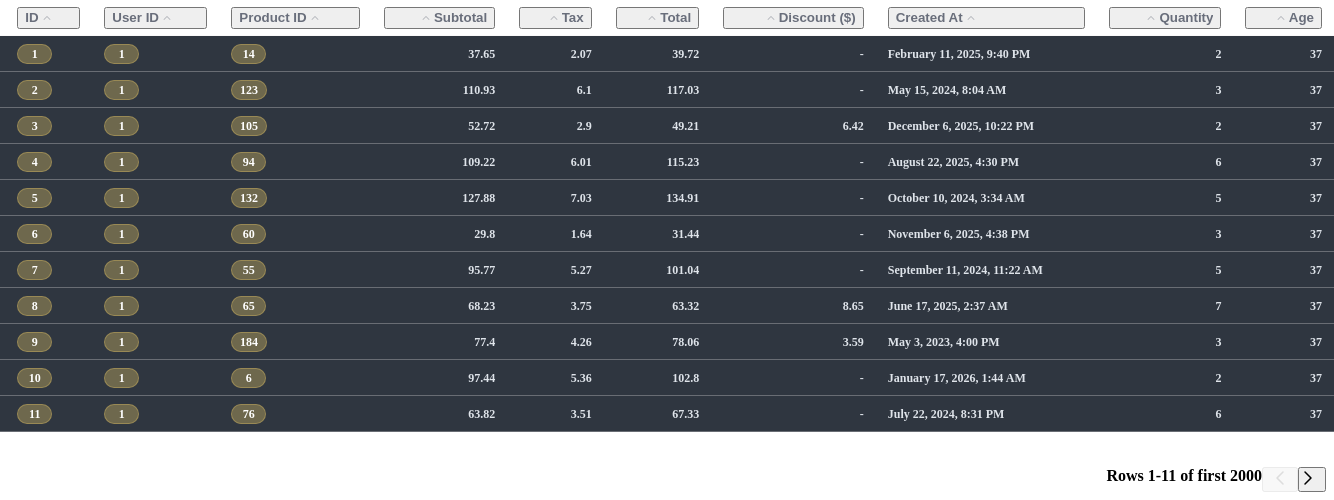 ID User ID Product ID Subtotal Tax Total Discount ($) Created At Quantity Age
1 1 14 37.65 2.07 39.72 - February 11, 2025, 9:40 PM 2 37
2 1 123 110.93 6.1 117.03 - May 15, 2024, 8:04 AM 3 37
3 1 105 52.72 2.9 49.21 6.42 December 6, 2025, 10:22 PM 2 37
4 1 94 109.22 6.01 115.23 - August 22, 2025, 4:30 PM 6 37
5 1 132 127.88 7.03 134.91 - October 10, 2024, 3:34 AM 5 37
6 1 60 29.8 1.64 31.44 - November 6, 2025, 4:38 PM 3 37
7 1 55 95.77 5.27 101.04 - September 11, 2024, 11:22 AM 5 37
8 1 65 68.23 3.75 63.32 8.65 June 17, 2025, 2:37 AM 7 37
9 1 184 77.4 4.26 78.06 3.59 May 3, 2023, 4:00 PM 3 37
10 1 6 97.44 5.36 102.8 - January 17, 2026, 1:44 AM 2 37
11 1 76 63.82 3.51 67.33 - July 22, 2024, 8:31 PM 6 37
Rows 1-11 of first 2000